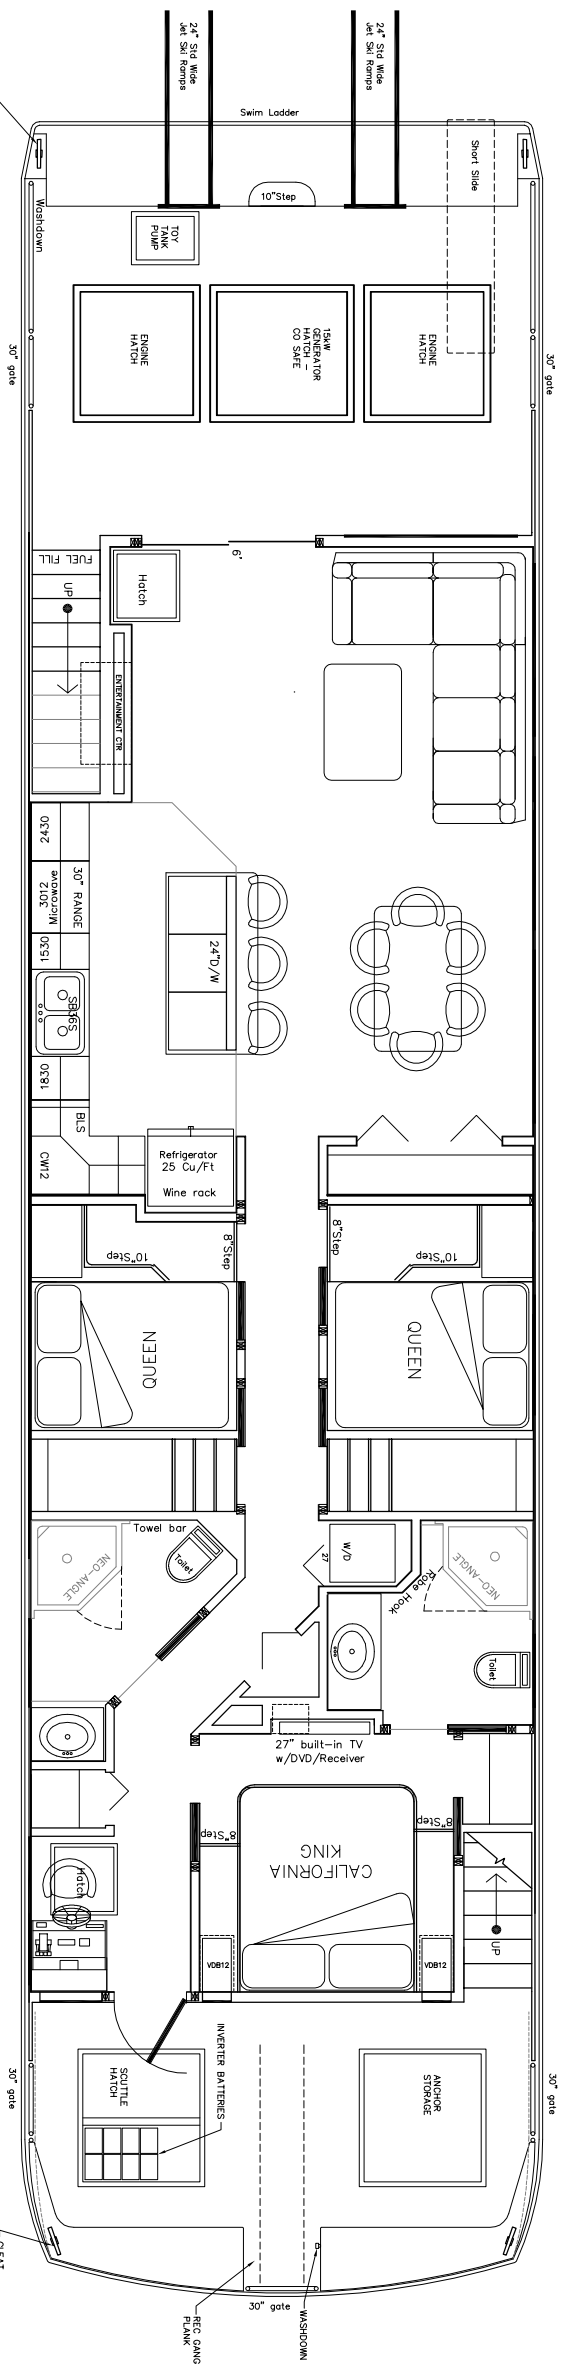 24" Std Wide
Jet Ski Ramps
24" Std Wide
Jet Ski Ramps
Swim Ladder
Short Slide
10"Step
Washdown
TOY
TANK
PUMP
30" gate
30" gate
ENGINE
HATCH
15kW
GENERATOR
HATCH –
CO SAFE
ENGINE
HATCH
FUEL FILL
Hatch
6'
UP
ENTERTAINMENT CTR
2430
30" RANGE
3012
Microwave
1530
SB36S
1830
BLS
CW12
24"D/W
Refrigerator
25 Cu/Ft
Wine rack
8"Step
8"Step
10"Step
10"Step
QUEEN
QUEEN
Towel bar
Toilet
NEO-ANGLE
W/D
27
Robe Hook
NEO-ANGLE
Toilet
27" built-in TV
w/DVD/Receiver
8"Step
8"Step
CALIFORNIA
KING
Hatch
VDB12
VDB12
UP
SCUTTLE
HATCH
INVERTER BATTERIES
ANCHOR
STORAGE
30" gate
30" gate
30" gate
WASHDOWN
REC GANG
PLANK
CLEAT